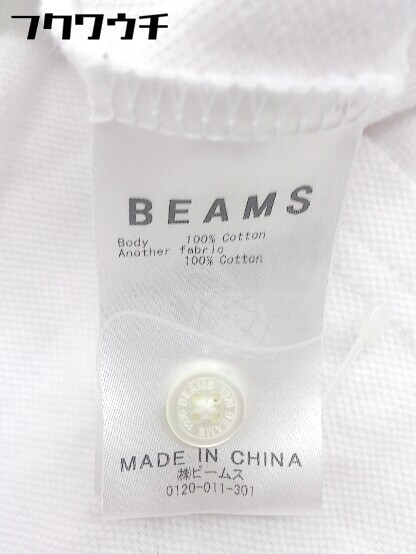 フクワウチ
BEAMS
Body 100% Cotton
Another fabric
100% Cotton
BEAMS
MADE IN CHINA
㈱ビームス
0120-011-301